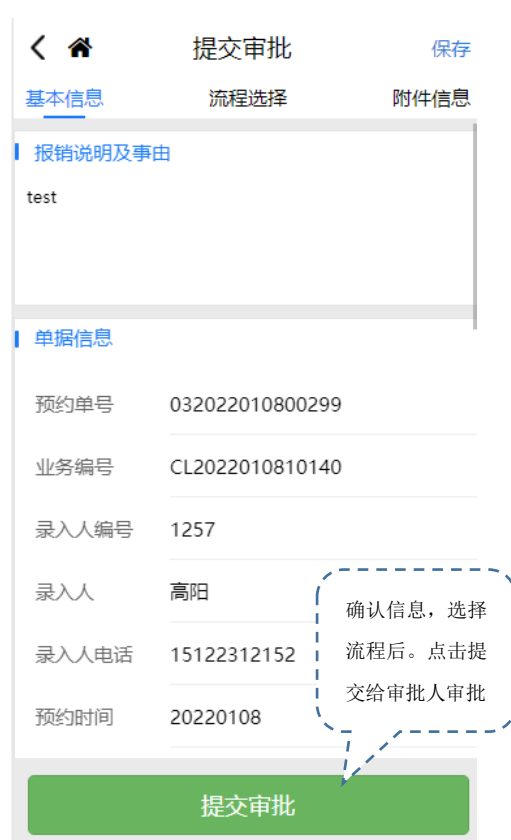 提交审批
保存
基本信息
流程选择
附件信息
报销说明及事由
test
单据信息
预约单号 032022010800299
业务编号 CL2022010810140
录入人编号 1257
录入人 高阳
录入人电话 15122312152
预约时间 20220108
确认信息，选择
流程后。点击提
交给审批人审批
提交审批